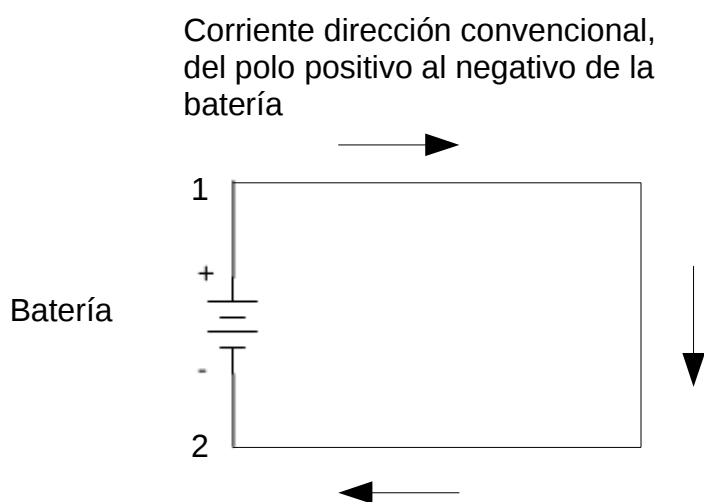 Corriente dirección convencional,
del polo positivo al negativo de la
batería
1
+
Batería
-
2